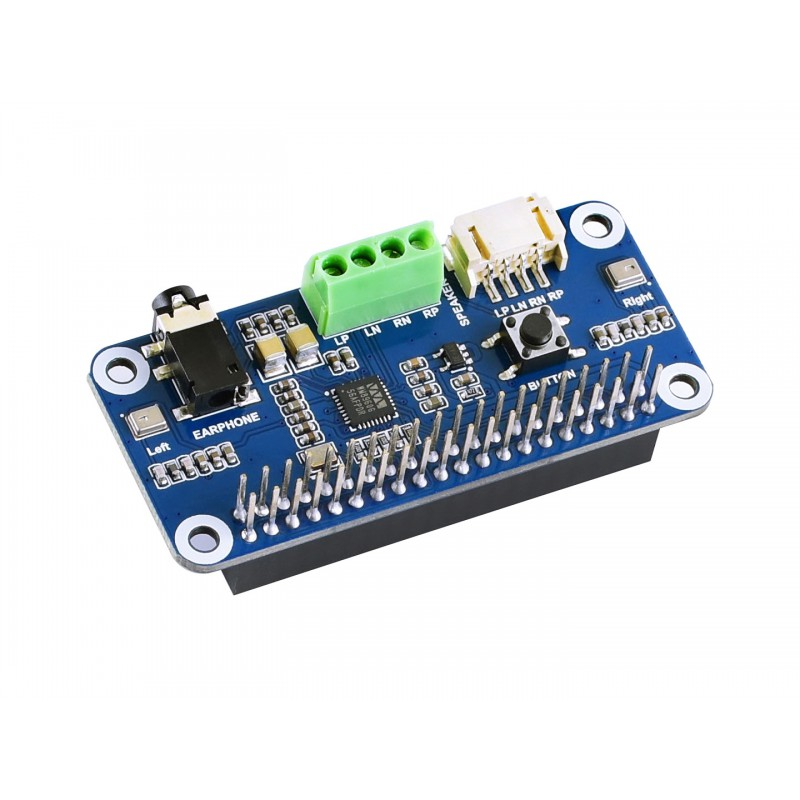 LP LN RN RP
SPEAKER
LP LN RN RP
Right
BUTTON
EARPHONE
Left